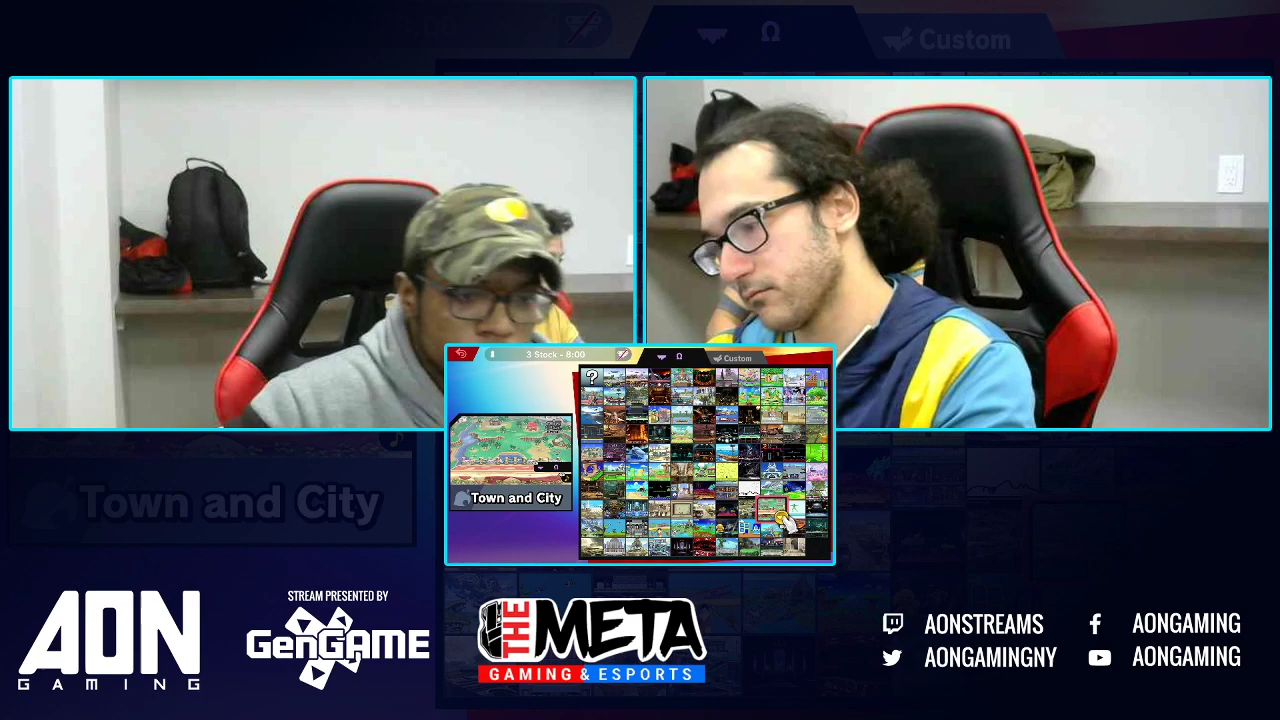 Ω
Custom
3 Stock - 8:00
Ω
Custom
?
Town and City
Town and City
AON
GAMING
STREAM PRESENTED BY
GENGAME
THE META
GAMING & ESPORTS
AONSTREAMS
AONGAMING
AONGAMINGNY
AONGAMING